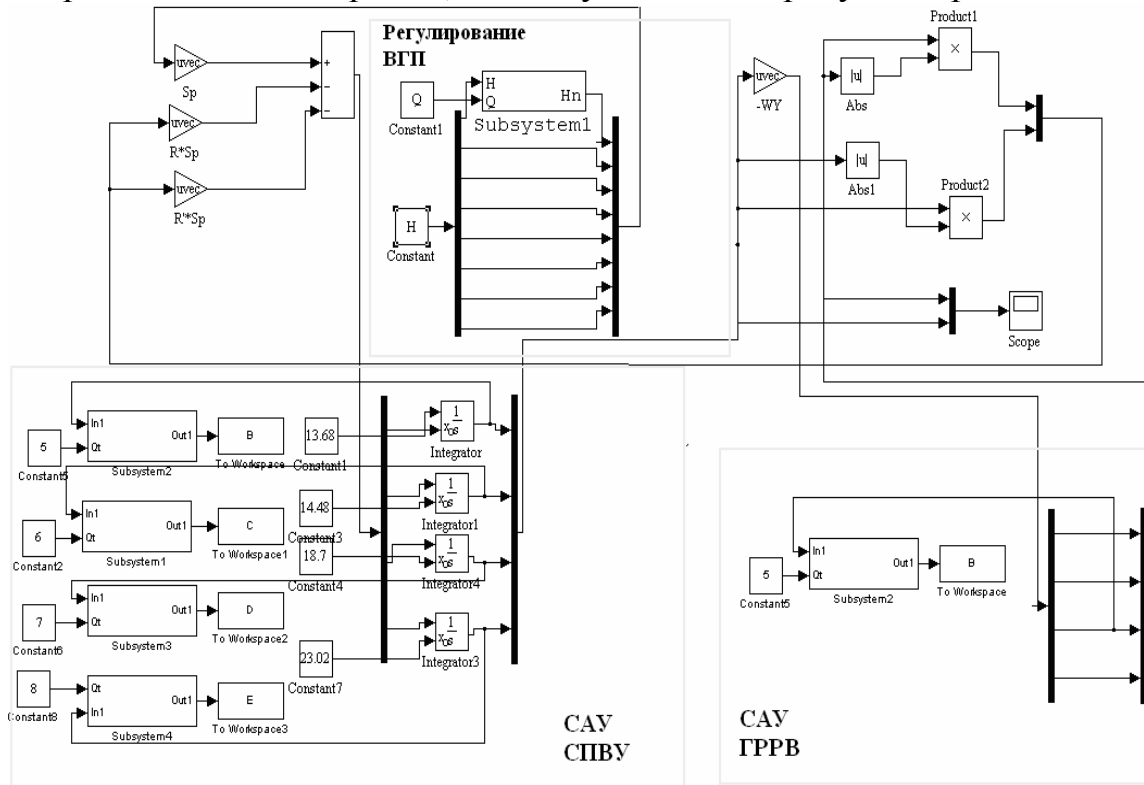 Product1
Регулирование
ВГП
×
uvec
Sp
+
−
−
uvec
-WY
|u|
Abs
H
Q
Hn
Q
Constant1
Subsystem1
uvec
R*Sp
|u|
Abs1
Product2
uvec
R'*Sp
×
H
Constant
Scope
In1
Qt
Out1
B
13.68
1
s
xo
5
Constant5
Subsystem2
To Workspace
Constant1
Integrator
In1
Qt
Out1
C
14.48
1
s
xo
6
Constant2
Subsystem1
To Workspace1
Constant3
Integrator1
18.7
1
s
xo
Constant4
Integrator4
In1
Qt
Out1
D
7
Constant6
Subsystem3
To Workspace2
1
s
xo
23.02
Constant7
Integrator3
8
Constant8
Qt
In1
Out1
E
Subsystem4
To Workspace3
САУ
СПВУ
In1
Qt
Out1
B
5
Constant5
Subsystem2
To Workspace
САУ
ГРРВ